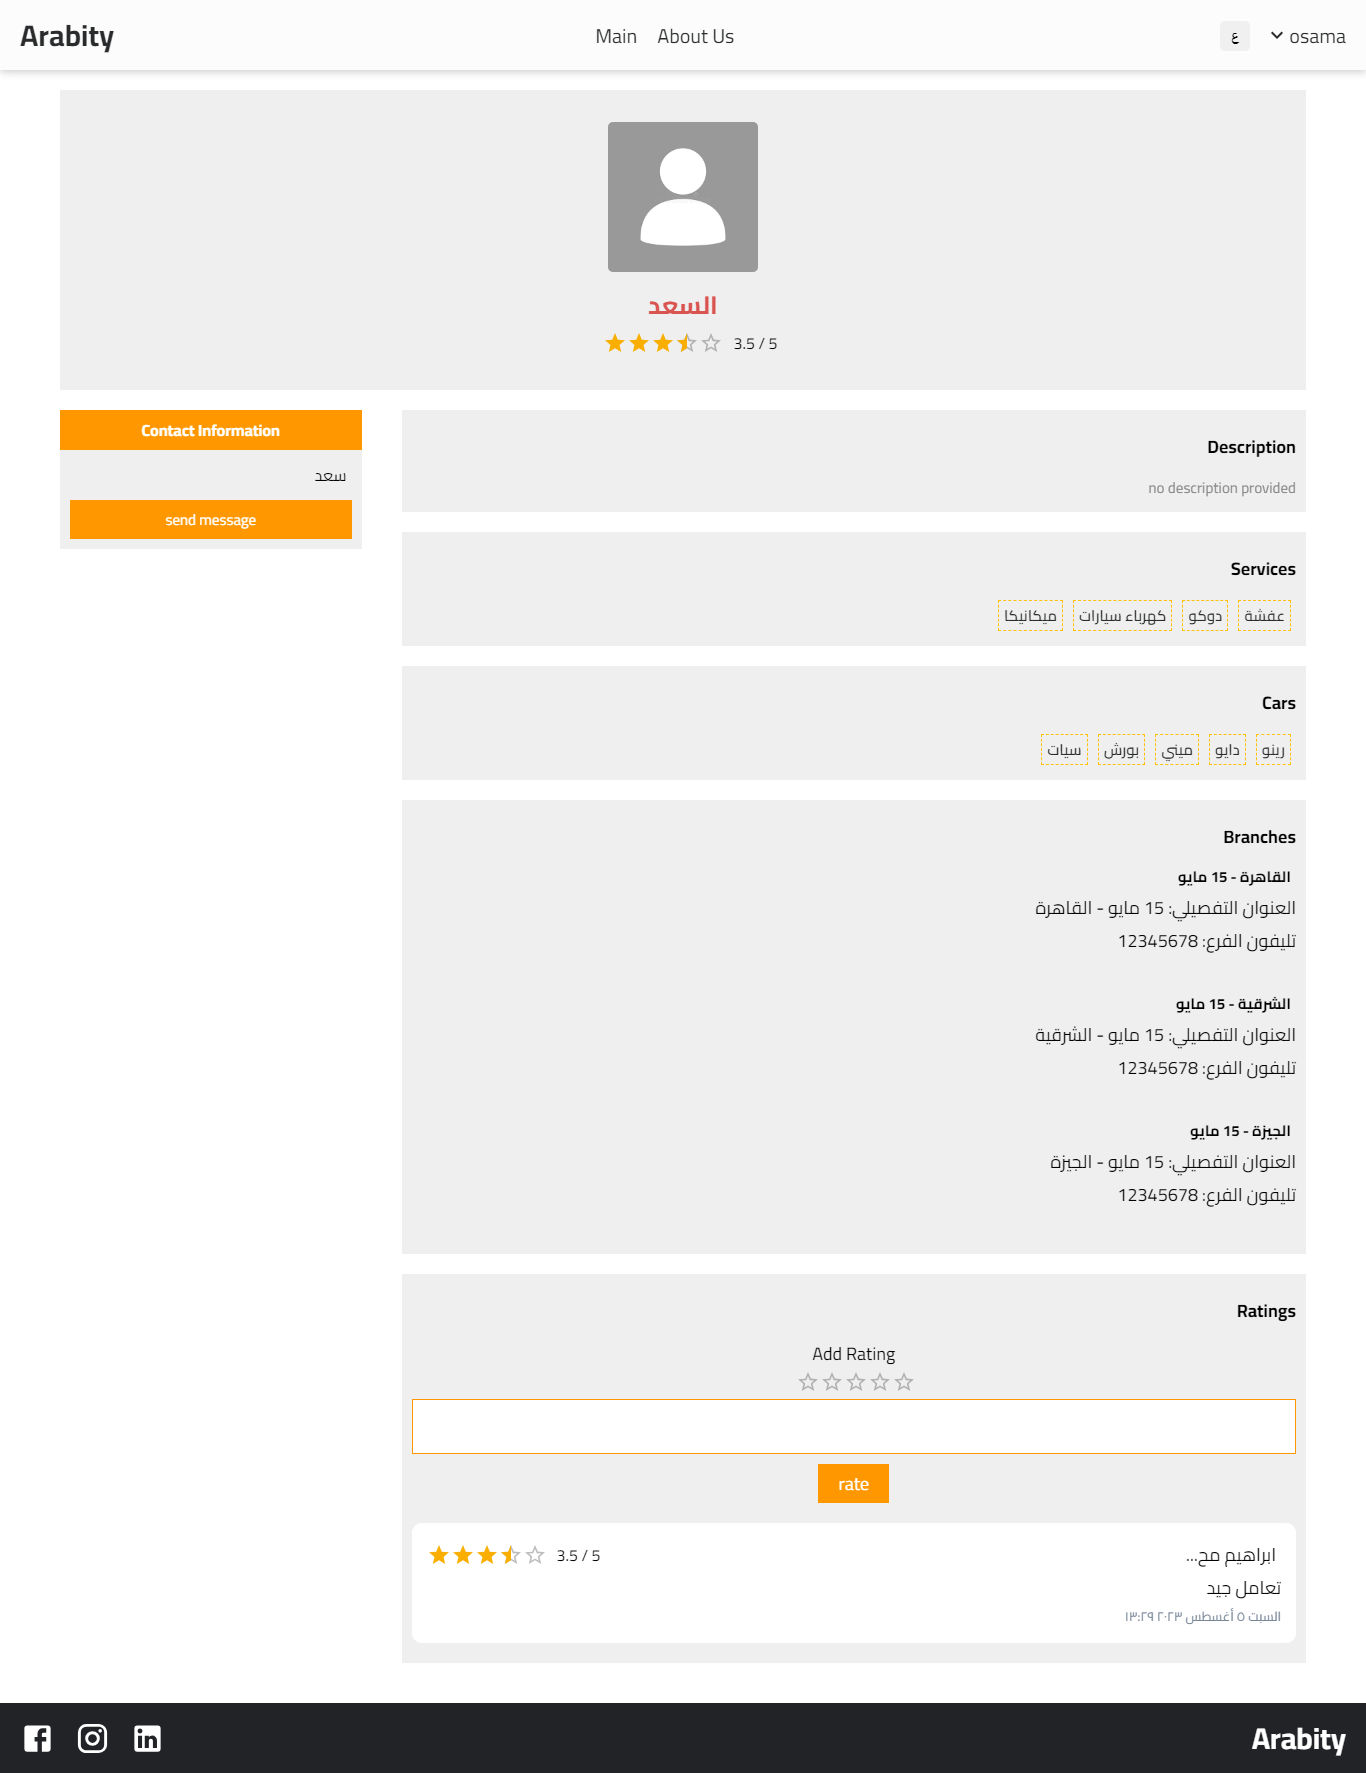 Arabity
Main
About Us
ع
osama
السعد
3.5 / 5
Contact Information
سعد
send message
Description
no description provided
Services
عفشة
دوكو
كهرباء سيارات
ميكانيكا
Cars
رينو
دايو
ميني
بورش
سيات
Branches
القاهرة - 15 مايو
العنوان التفصيلي: 15 مايو - القاهرة
تليفون الفرع: 12345678
الشرقية - 15 مايو
العنوان التفصيلي: 15 مايو - الشرقية
تليفون الفرع: 12345678
الجيزة - 15 مايو
العنوان التفصيلي: 15 مايو - الجيزة
تليفون الفرع: 12345678
Ratings
Add Rating
rate
ابراهيم مح...
3.5 / 5
تعامل جيد
السبت ٥ أغسطس ٢٠٢٣ ١٣:٢٩
Arabity